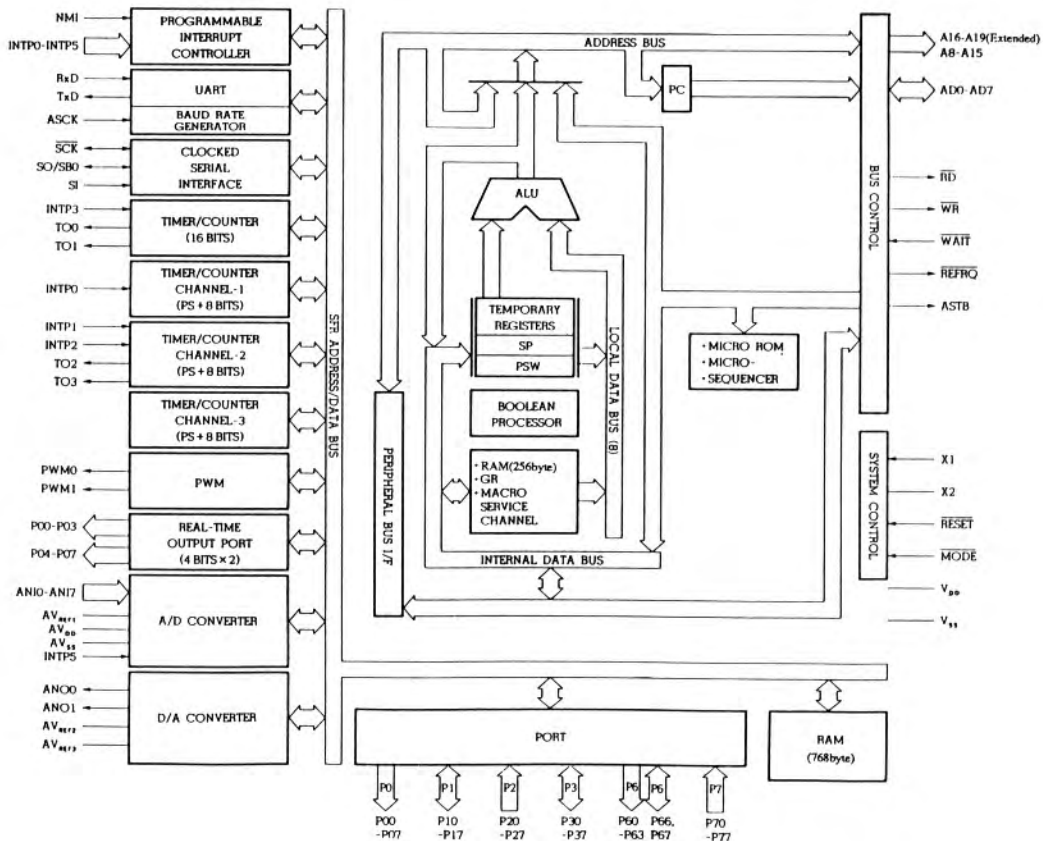 NMI
INTP0-INTP5
PROGRAMMABLE
INTERRUPT
CONTROLLER
RxD
TxD
ASCK
UART
BAUD RATE
GENERATOR
SCK
SO/SB0
SI
CLOCKED
SERIAL
INTERFACE
INTP3
TO0
TO1
TIMER/COUNTER
(16 BITS)
INTP0
TIMER/COUNTER
CHANNEL-1
(PS+8 BITS)
INTP1
INTP2
TO2
TO3
TIMER/COUNTER
CHANNEL-2
(PS+8 BITS)
TIMER/COUNTER
CHANNEL-3
(PS+8 BITS)
PWM0
PWM1
PWM
P00-P03
P04-P07
REAL-TIME
OUTPUT PORT
(4 BITS×2)
ANI0-ANI7
AVREF1
AVDD
AVSS
INTP5
A/D CONVERTER
ANO0
ANO1
AVREF2
AVREF3
D/A CONVERTER
SFR ADDRESS/DATA BUS
PERIPHERAL BUS I/F
ADDRESS BUS
PC
ALU
TEMPORARY
REGISTERS
SP
PSW
BOOLEAN
PROCESSOR
・RAM(256byte)
・GR
・MACRO
SERVICE
CHANNEL
LOCAL DATA BUS (8)
INTERNAL DATA BUS
・MICRO ROM
・MICRO-
・SEQUENCER
BUS CONTROL
A16-A19(Extended)
A8-A15
AD0-AD7
RD
WR
WAIT
REFRQ
ASTB
SYSTEM CONTROL
X1
X2
RESET
MODE
VDD
VSS
PORT
RAM
(768byte)
P0
P1
P2
P3
P6
P6
P7
P00
-P07
P10
-P17
P20
-P27
P30
-P37
P60
-P63
P66,
P67
P70
-P77